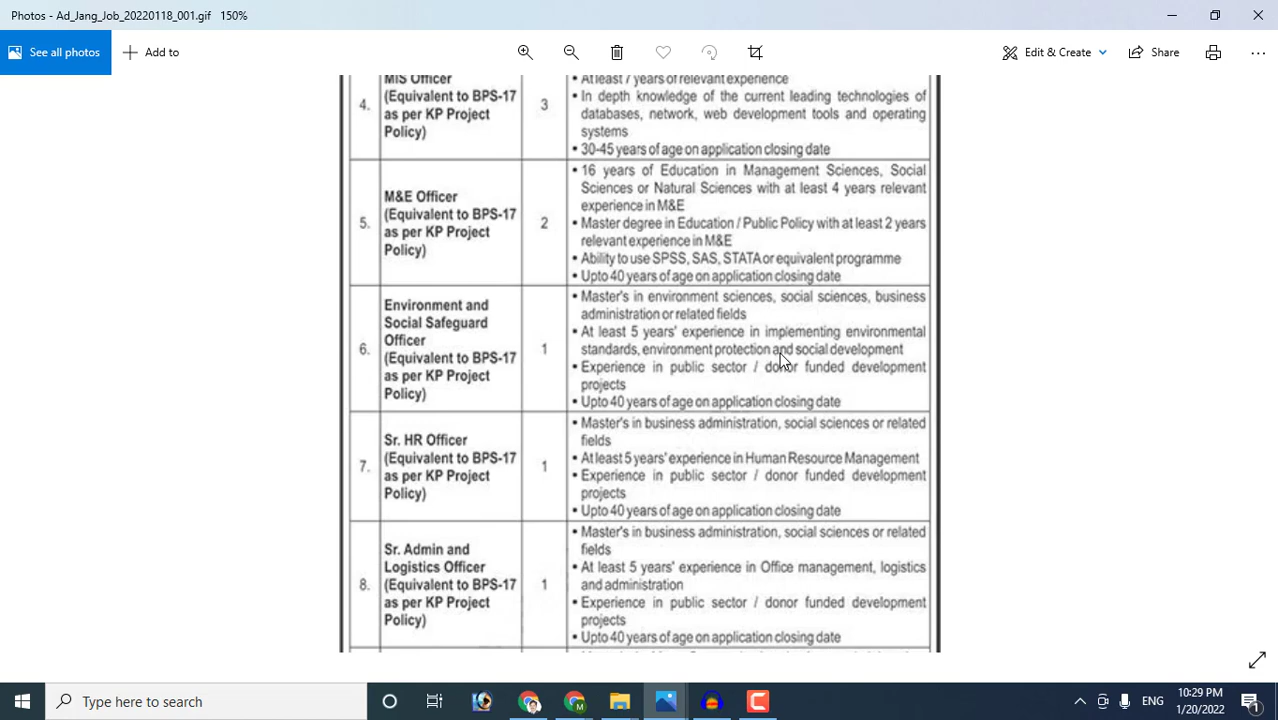 Photos - Ad_Jang_Job_20220118_001.gif 150%
See all photos
Add to
Edit & Create
Share
4.
MIS Officer
(Equivalent to BPS-17
as per KP Project
Policy)
3
• At least 7 years of relevant experience
• In depth knowledge of the current leading technologies of
databases, network, web development tools and operating
systems
• 30-45 years of age on application closing date
5.
M&E Officer
(Equivalent to BPS-17
as per KP Project
Policy)
2
• 16 years of Education in Management Sciences, Social
Sciences or Natural Sciences with at least 4 years relevant
experience in M&E
• Master degree in Education / Public Policy with at least 2 years
relevant experience in M&E
• Ability to use SPSS, SAS, STATA or equivalent programme
• Upto 40 years of age on application closing date
6.
Environment and
Social Safeguard
Officer
(Equivalent to BPS-17
as per KP Project
Policy)
1
• Master's in environment sciences, social sciences, business
administration or related fields
• At least 5 years' experience in implementing environmental
standards, environment protection and social development
• Experience in public sector / donor funded development
projects
• Upto 40 years of age on application closing date
7.
Sr. HR Officer
(Equivalent to BPS-17
as per KP Project
Policy)
1
• Master's in business administration, social sciences or related
fields
• At least 5 years' experience in Human Resource Management
• Experience in public sector / donor funded development
projects
• Upto 40 years of age on application closing date
8.
Sr. Admin and
Logistics Officer
(Equivalent to BPS-17
as per KP Project
Policy)
1
• Master's in business administration, social sciences or related
fields
• At least 5 years' experience in Office management, logistics
and administration
• Experience in public sector / donor funded development
projects
• Upto 40 years of age on application closing date
Type here to search
ENG
10:29 PM
1/20/2022
1